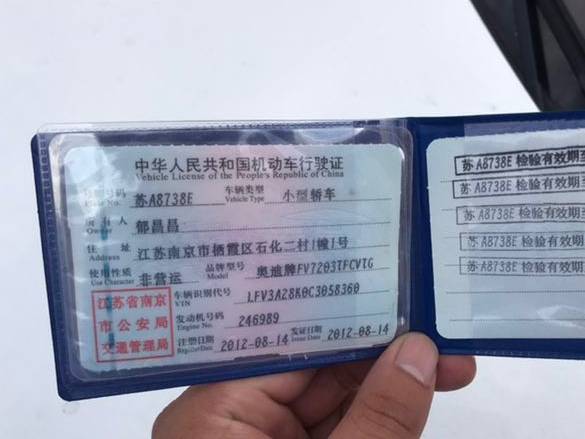 中华人民共和国机动车行驶证
Vehicle License of the People's Republic of China
号牌号码 苏A8738E 车辆类型 小型轿车
Plate No. Vehicle Type
所有人 郁昌昌
Owner
住址 江苏南京市栖霞区石化二村1幢1号
Address
使用性质 非营运 品牌型号 奥迪牌FV7203TFCVTG
Use Character Model
江苏省南京
市公安局
交通管理局
车辆识别代号 LFV3A28K0C3058360
VIN
发动机号码 246989
Engine No.
注册日期 2012-08-14 发证日期 2012-08-14
Register Date Issue Date
苏A8738E 检验有效期至
苏A8738E 检验有效期至
苏A8738E 检验有效期
苏A8738E 检验有效期
苏A8738E 检验有效期